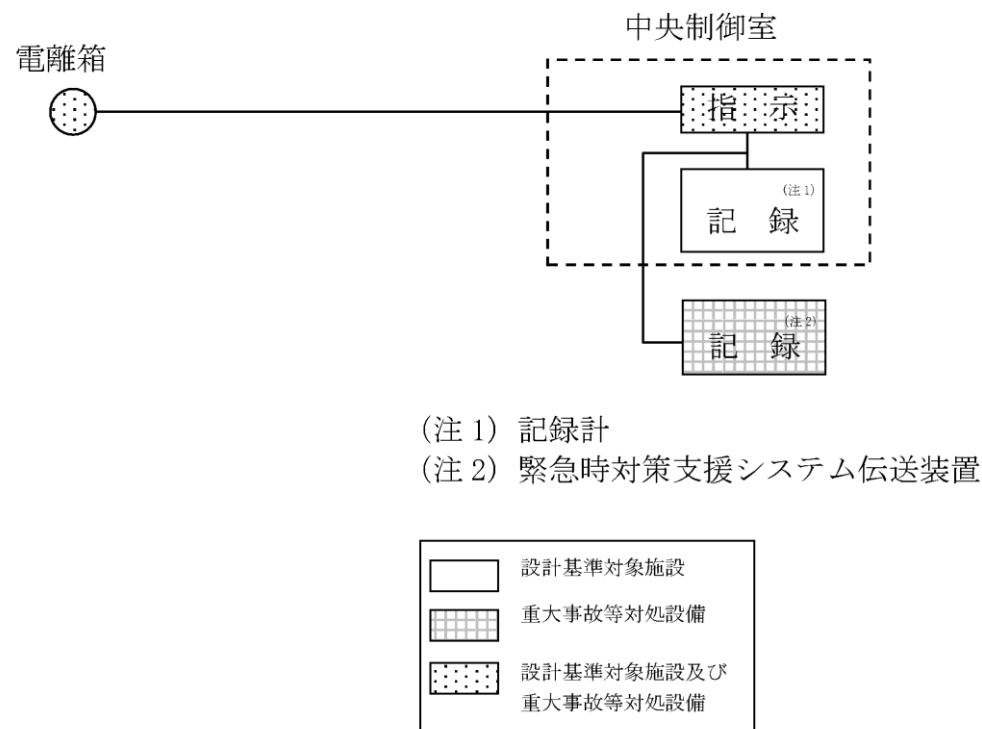 中央制御室
電離箱
指 示
(注1)
記 録
(注2)
記 録
(注1) 記録計
(注2) 緊急時対策支援システム伝送装置
設計基準対象施設
重大事故等対処設備
設計基準対象施設及び
重大事故等対処設備